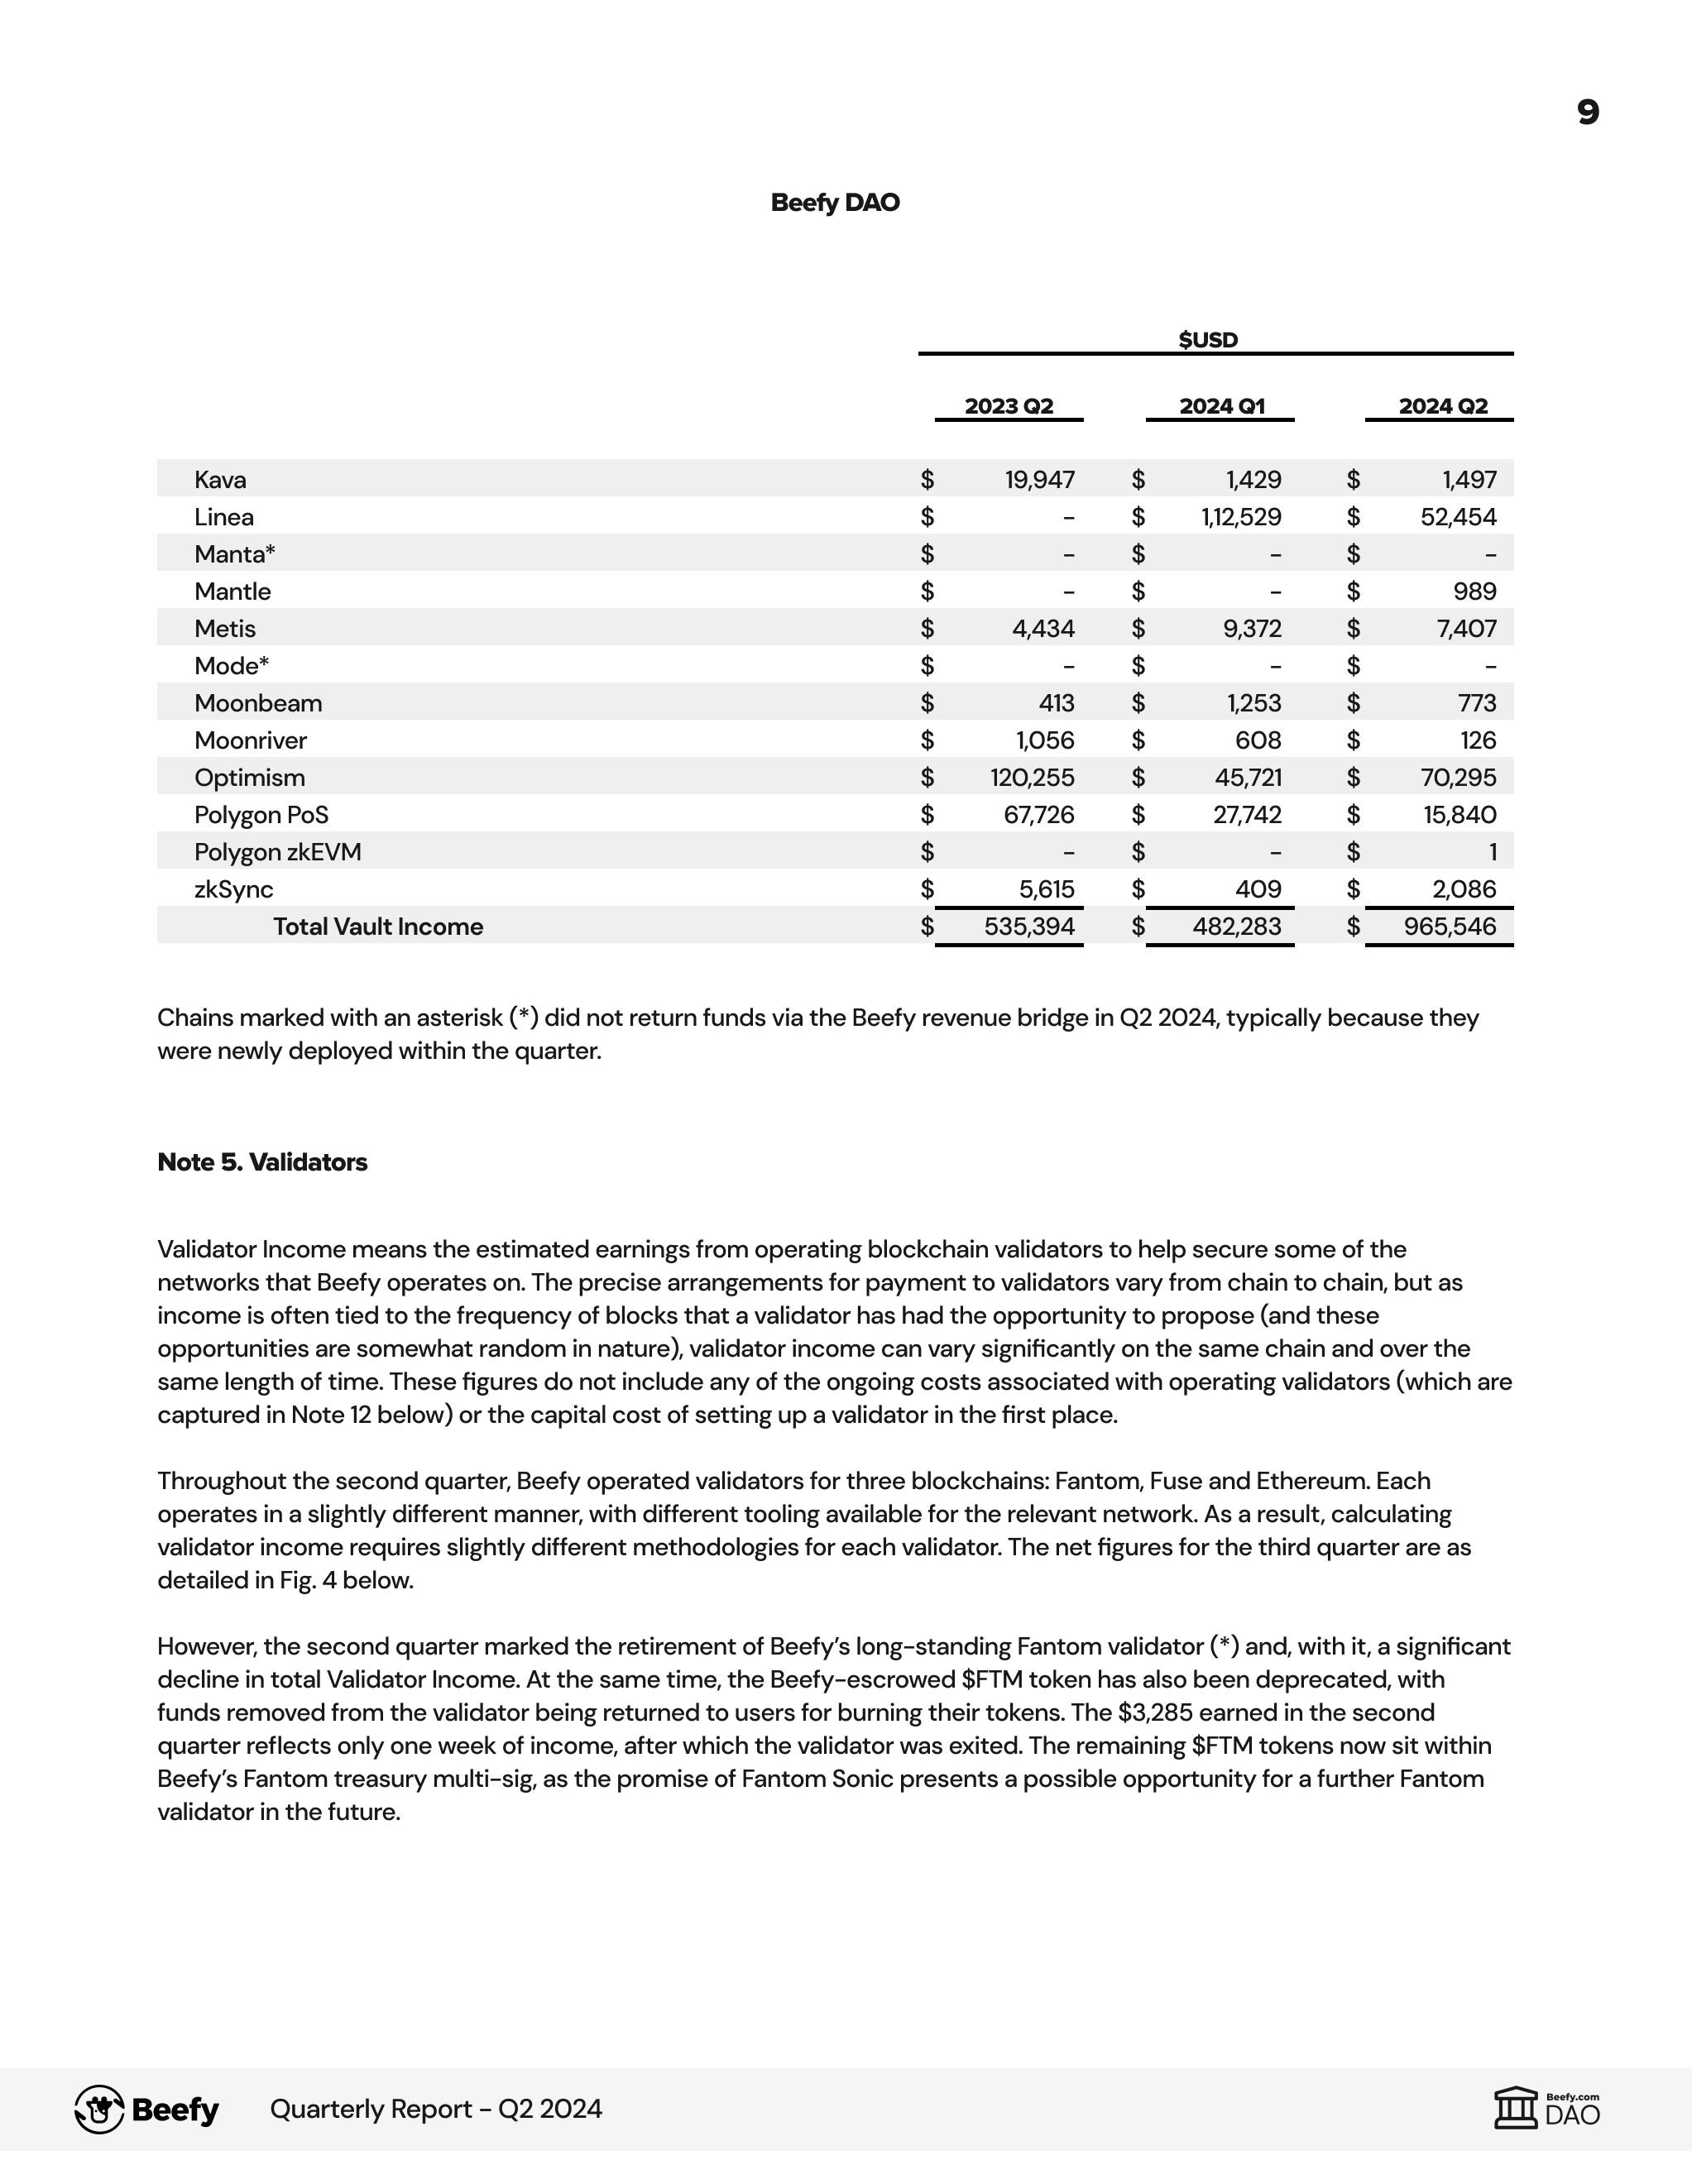 9
Beefy DAO
$USD
2023 Q2 2024 Q1 2024 Q2
Kava $ 19,947 $ 1,429 $ 1,497
Linea $ – $ 1,12,529 $ 52,454
Manta* $ – $ – $ –
Mantle $ – $ – $ 989
Metis $ 4,434 $ 9,372 $ 7,407
Mode* $ – $ – $ –
Moonbeam $ 413 $ 1,253 $ 773
Moonriver $ 1,056 $ 608 $ 126
Optimism $ 120,255 $ 45,721 $ 70,295
Polygon PoS $ 67,726 $ 27,742 $ 15,840
Polygon zkEVM $ – $ – $ 1
zkSync $ 5,615 $ 409 $ 2,086
Total Vault Income $ 535,394 $ 482,283 $ 965,546
Chains marked with an asterisk (*) did not return funds via the Beefy revenue bridge in Q2 2024, typically because they
were newly deployed within the quarter.
Note 5. Validators
Validator Income means the estimated earnings from operating blockchain validators to help secure some of the
networks that Beefy operates on. The precise arrangements for payment to validators vary from chain to chain, but as
income is often tied to the frequency of blocks that a validator has had the opportunity to propose (and these
opportunities are somewhat random in nature), validator income can vary significantly on the same chain and over the
same length of time. These figures do not include any of the ongoing costs associated with operating validators (which are
captured in Note 12 below) or the capital cost of setting up a validator in the first place.
Throughout the second quarter, Beefy operated validators for three blockchains: Fantom, Fuse and Ethereum. Each
operates in a slightly different manner, with different tooling available for the relevant network. As a result, calculating
validator income requires slightly different methodologies for each validator. The net figures for the third quarter are as
detailed in Fig. 4 below.
However, the second quarter marked the retirement of Beefy’s long-standing Fantom validator (*) and, with it, a significant
decline in total Validator Income. At the same time, the Beefy-escrowed $FTM token has also been deprecated, with
funds removed from the validator being returned to users for burning their tokens. The $3,285 earned in the second
quarter reflects only one week of income, after which the validator was exited. The remaining $FTM tokens now sit within
Beefy’s Fantom treasury multi-sig, as the promise of Fantom Sonic presents a possible opportunity for a further Fantom
validator in the future.
Beefy Quarterly Report – Q2 2024
Beefy.com
DAO